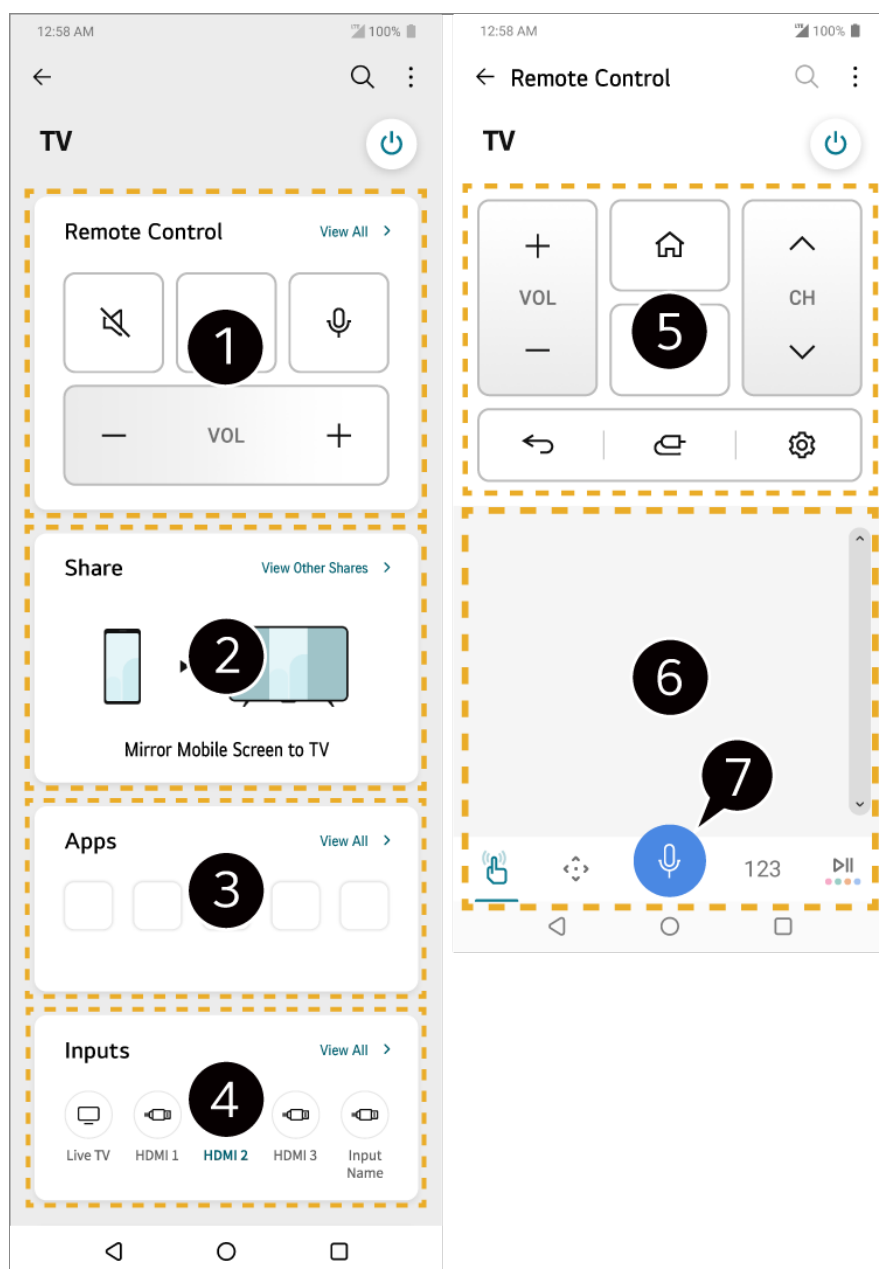 12:58 AM
LTE 100%
TV
Remote Control
View All >
1
VOL
Share
View Other Shares >
2
Mirror Mobile Screen to TV
Apps
View All >
3
Inputs
View All >
4
Live TV
HDMI 1
HDMI 2
HDMI 3
Input
Name
12:58 AM
LTE 100%
Remote Control
TV
VOL
CH
5
6
7
123